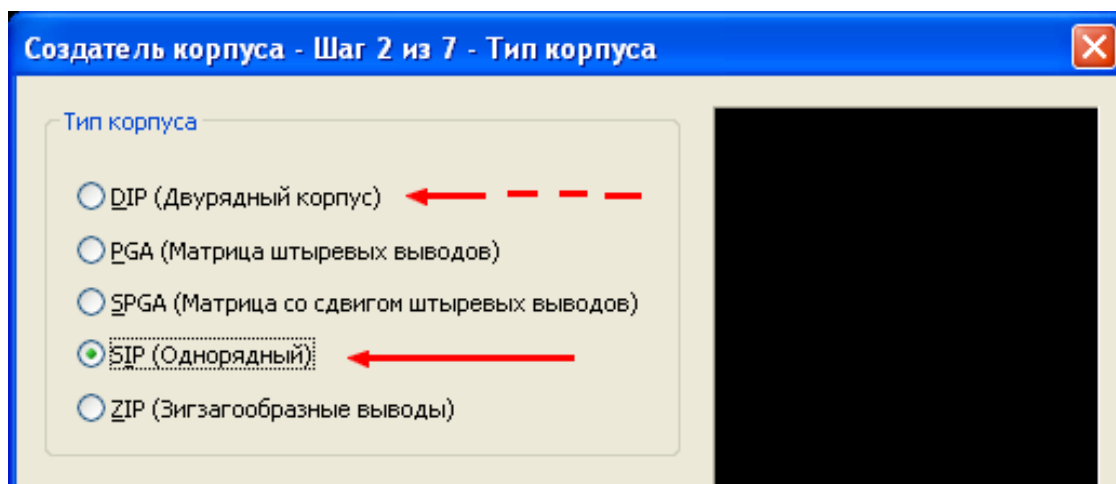 Создатель корпуса - Шаг 2 из 7 - Тип корпуса
Тип корпуса
DIP (Двурядный корпус)
PGA (Матрица штыревых выводов)
SPGA (Матрица со сдвигом штыревых выводов)
SIP (Однорядный)
ZIP (Зигзагообразные выводы)